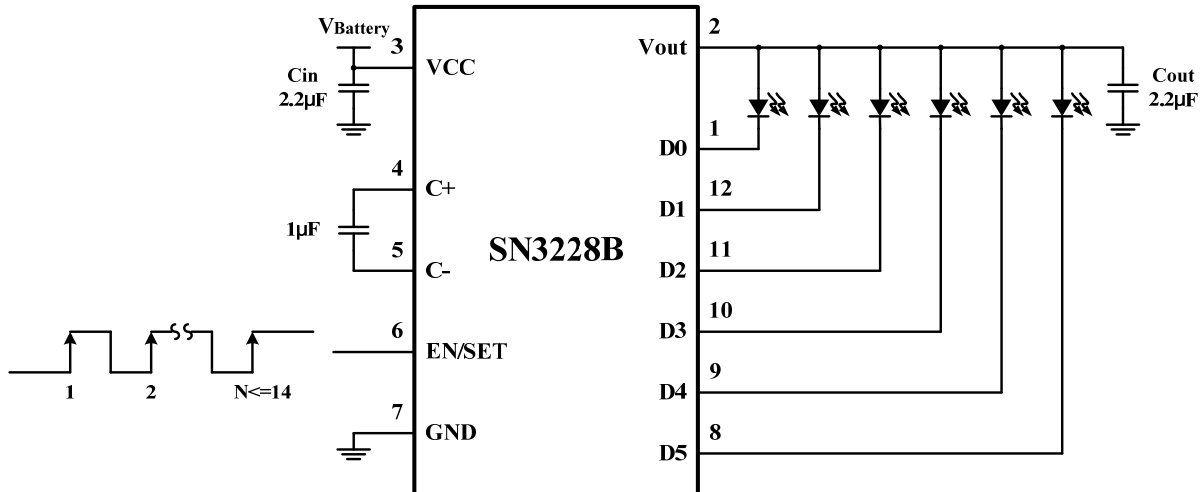 VBattery
3
VCC
Cin
2.2µF
4
C+
1µF
5
C-
6
EN/SET
1
2
N<=14
7
GND
SN3228B
2
Vout
Cout
2.2µF
1
D0
12
D1
11
D2
10
D3
9
D4
8
D5